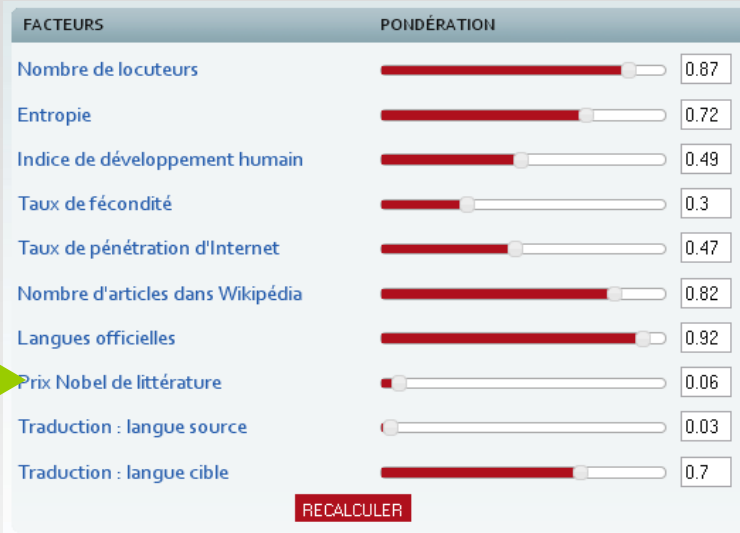 FACTEURS PONDÉRATION
Nombre de locuteurs 0.87
Entropie 0.72
Indice de développement humain 0.49
Taux de fécondité 0.3
Taux de pénétration d'Internet 0.47
Nombre d'articles dans Wikipédia 0.82
Langues officielles 0.92
Prix Nobel de littérature 0.06
Traduction : langue source 0.03
Traduction : langue cible 0.7
RECALCULER